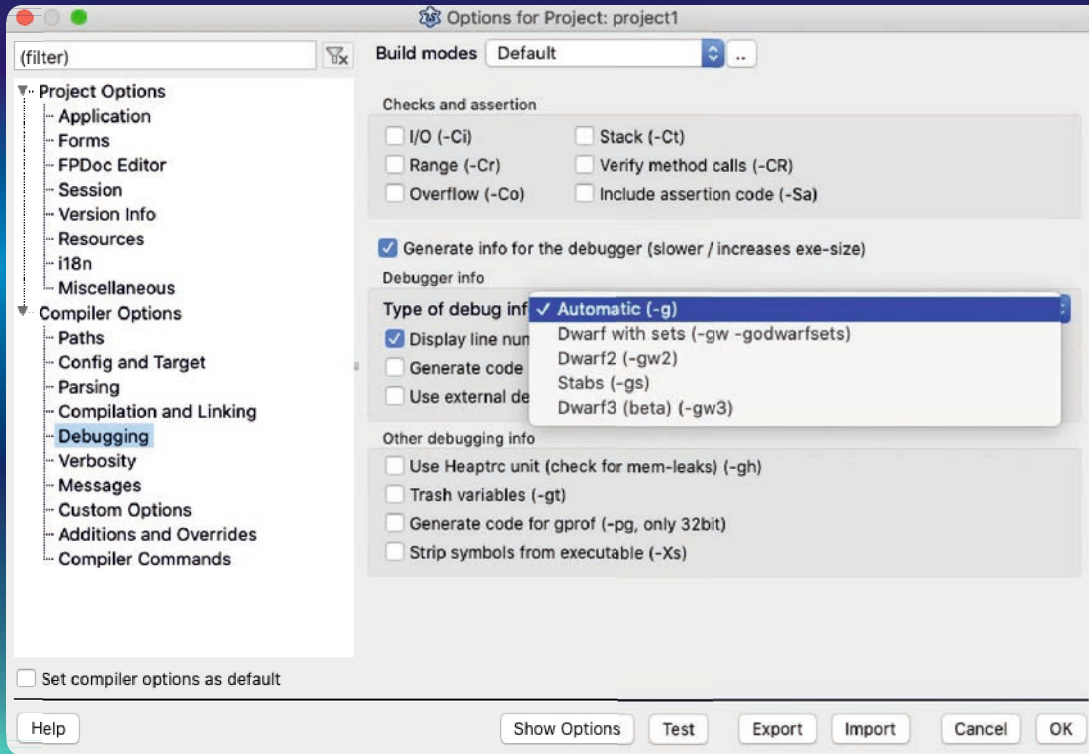 Options for Project: project1
(filter)
Build modes Default ..
Project Options
Application
Forms
FPDoc Editor
Session
Version Info
Resources
i18n
Miscellaneous
Compiler Options
Paths
Config and Target
Parsing
Compilation and Linking
Debugging
Verbosity
Messages
Custom Options
Additions and Overrides
Compiler Commands
Checks and assertion
I/O (-Ci) Stack (-Ct)
Range (-Cr) Verify method calls (-CR)
Overflow (-Co) Include assertion code (-Sa)
Generate info for the debugger (slower / increases exe-size)
Debugger info
Type of debug inf ✓ Automatic (-g)
Display line nun Dwarf with sets (-gw -godwarfsets)
Dwarf2 (-gw2)
Generate code Stabs (-gs)
Use external de Dwarf3 (beta) (-gw3)
Other debugging info
Use Heaptrc unit (check for mem-leaks) (-gh)
Trash variables (-gt)
Generate code for gprof (-pg, only 32bit)
Strip symbols from executable (-Xs)
Set compiler options as default
Help Show Options Test Export Import Cancel OK